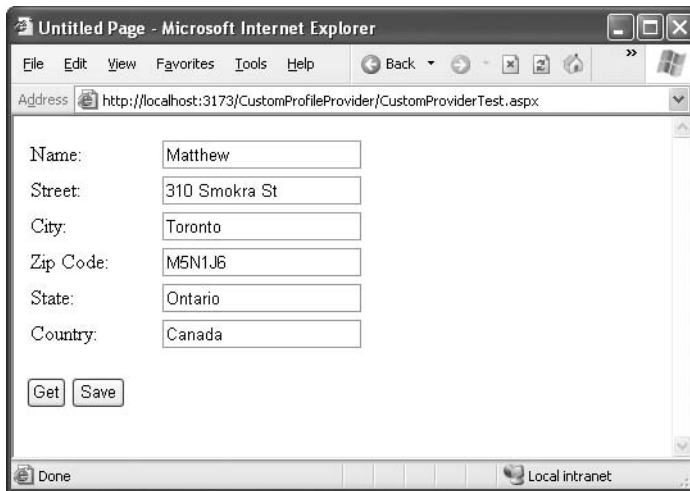 Untitled Page - Microsoft Internet Explorer
File Edit View Favorites Tools Help Back »
Address http://localhost:3173/CustomProfileProvider/CustomProviderTest.aspx
Name: Matthew
Street: 310 Smokra St
City: Toronto
Zip Code: M5N1J6
State: Ontario
Country: Canada
Get Save
Done Local intranet